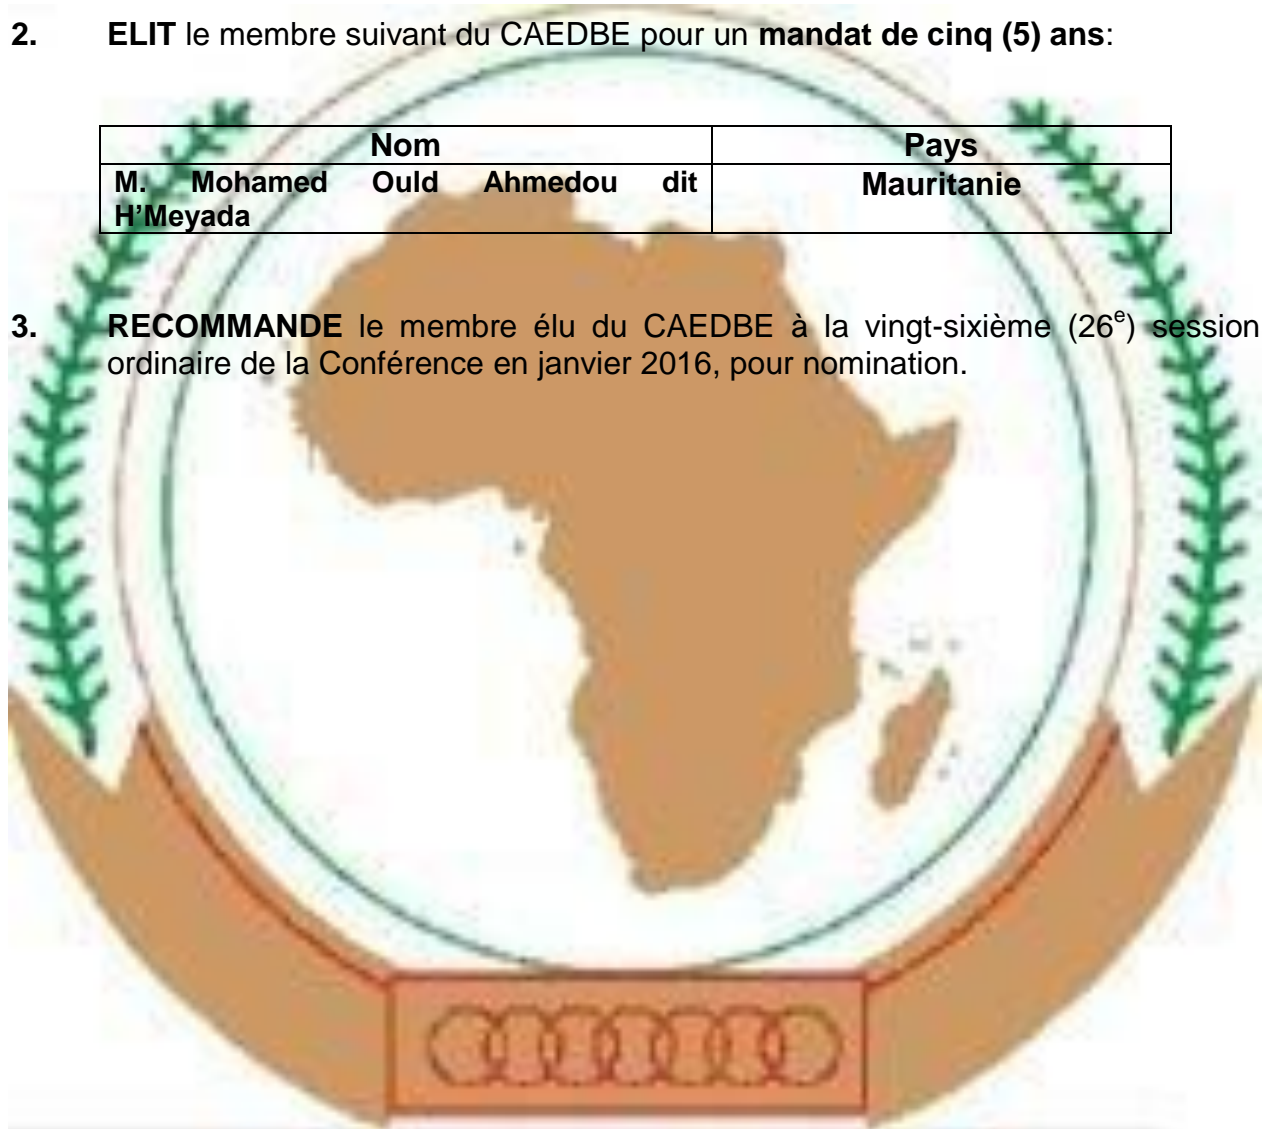 2. ELIT le membre suivant du CAEDBE pour un mandat de cinq (5) ans:
Nom Pays
M. Mohamed Ould Ahmedou dit Mauritanie
H’Meyada
3. RECOMMANDE le membre élu du CAEDBE à la vingt-sixième (26e) session
ordinaire de la Conférence en janvier 2016, pour nomination.